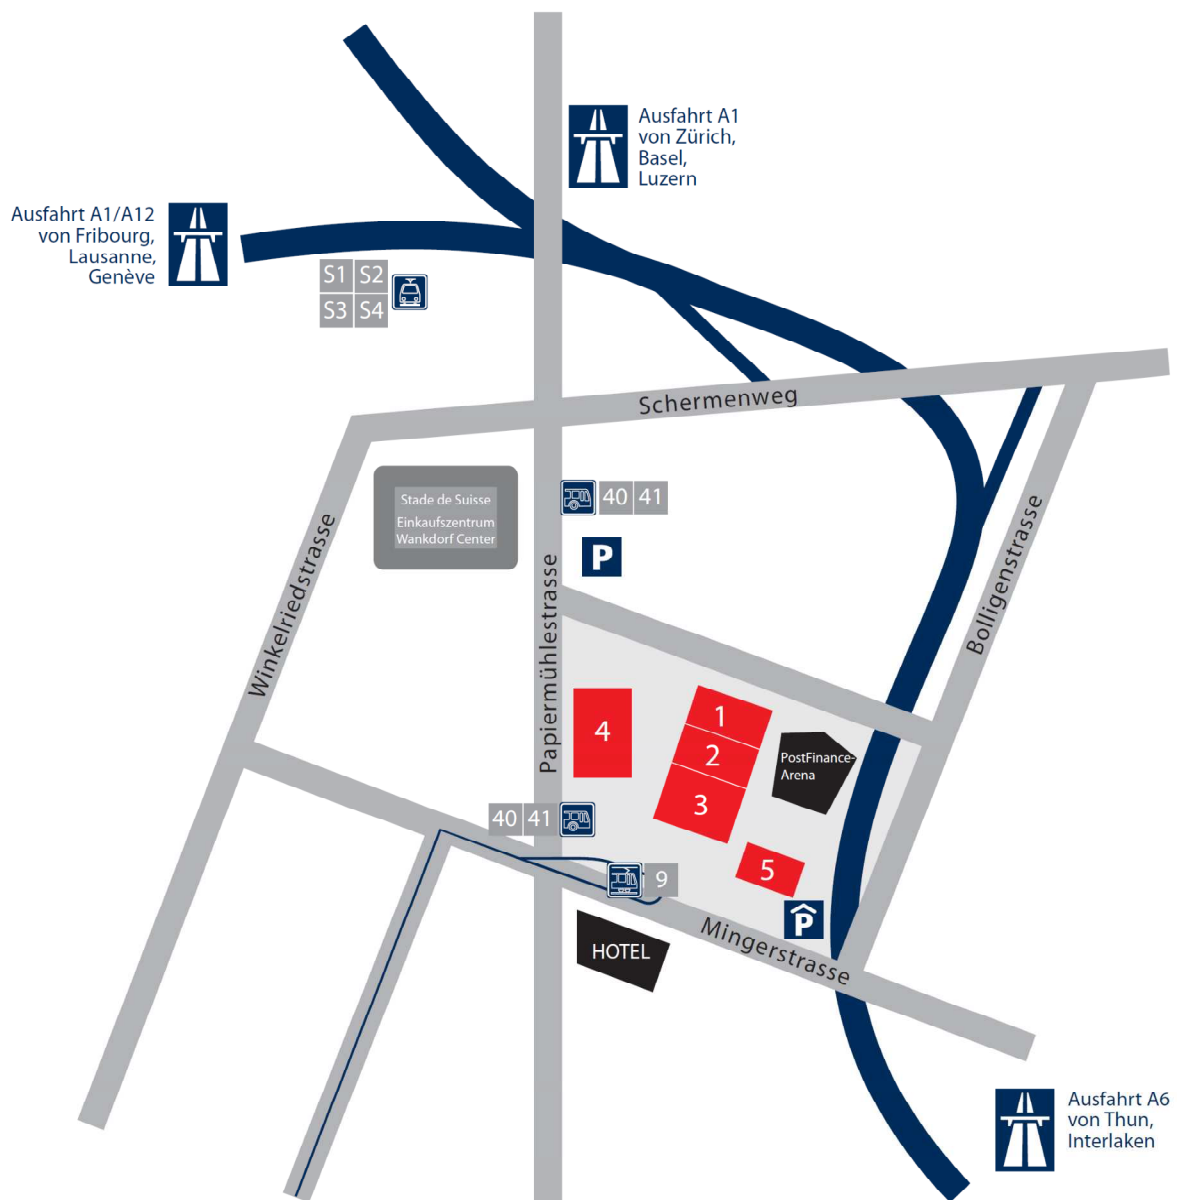 Ausfahrt A1
von Zürich,
Basel,
Luzern
Ausfahrt A1/A12
von Fribourg,
Lausanne,
Genève
S1 S2
S3 S4
Schermenweg
Stade de Suisse
Einkaufszentrum
Wankdorf Center
40 41
P
Winkelriedstrasse
Papiermühlestrasse
Bolligenstrasse
4
1
2
3
PostFinance-
Arena
40 41
5
9
P
HOTEL
Mingerstrasse
Ausfahrt A6
von Thun,
Interlaken